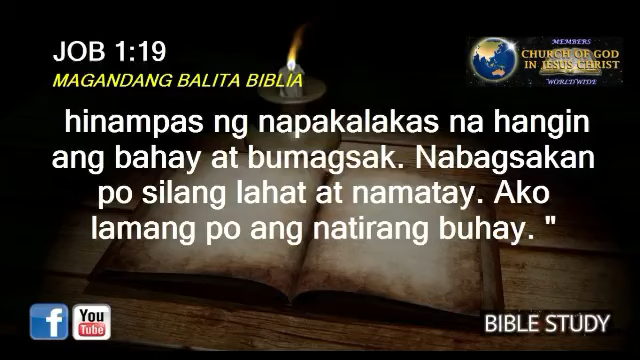 JOB 1:19
MAGANDANG BALITA BIBLIA
MEMBERS
CHURCH OF GOD
IN JESUS CHRIST
WORLDWIDE
hinampas ng napakalakas na hangin
ang bahay at bumagsak. Nabagsakan
po silang lahat at namatay. Ako
lamang po ang natirang buhay. "
f
You
Tube
BIBLE STUDY